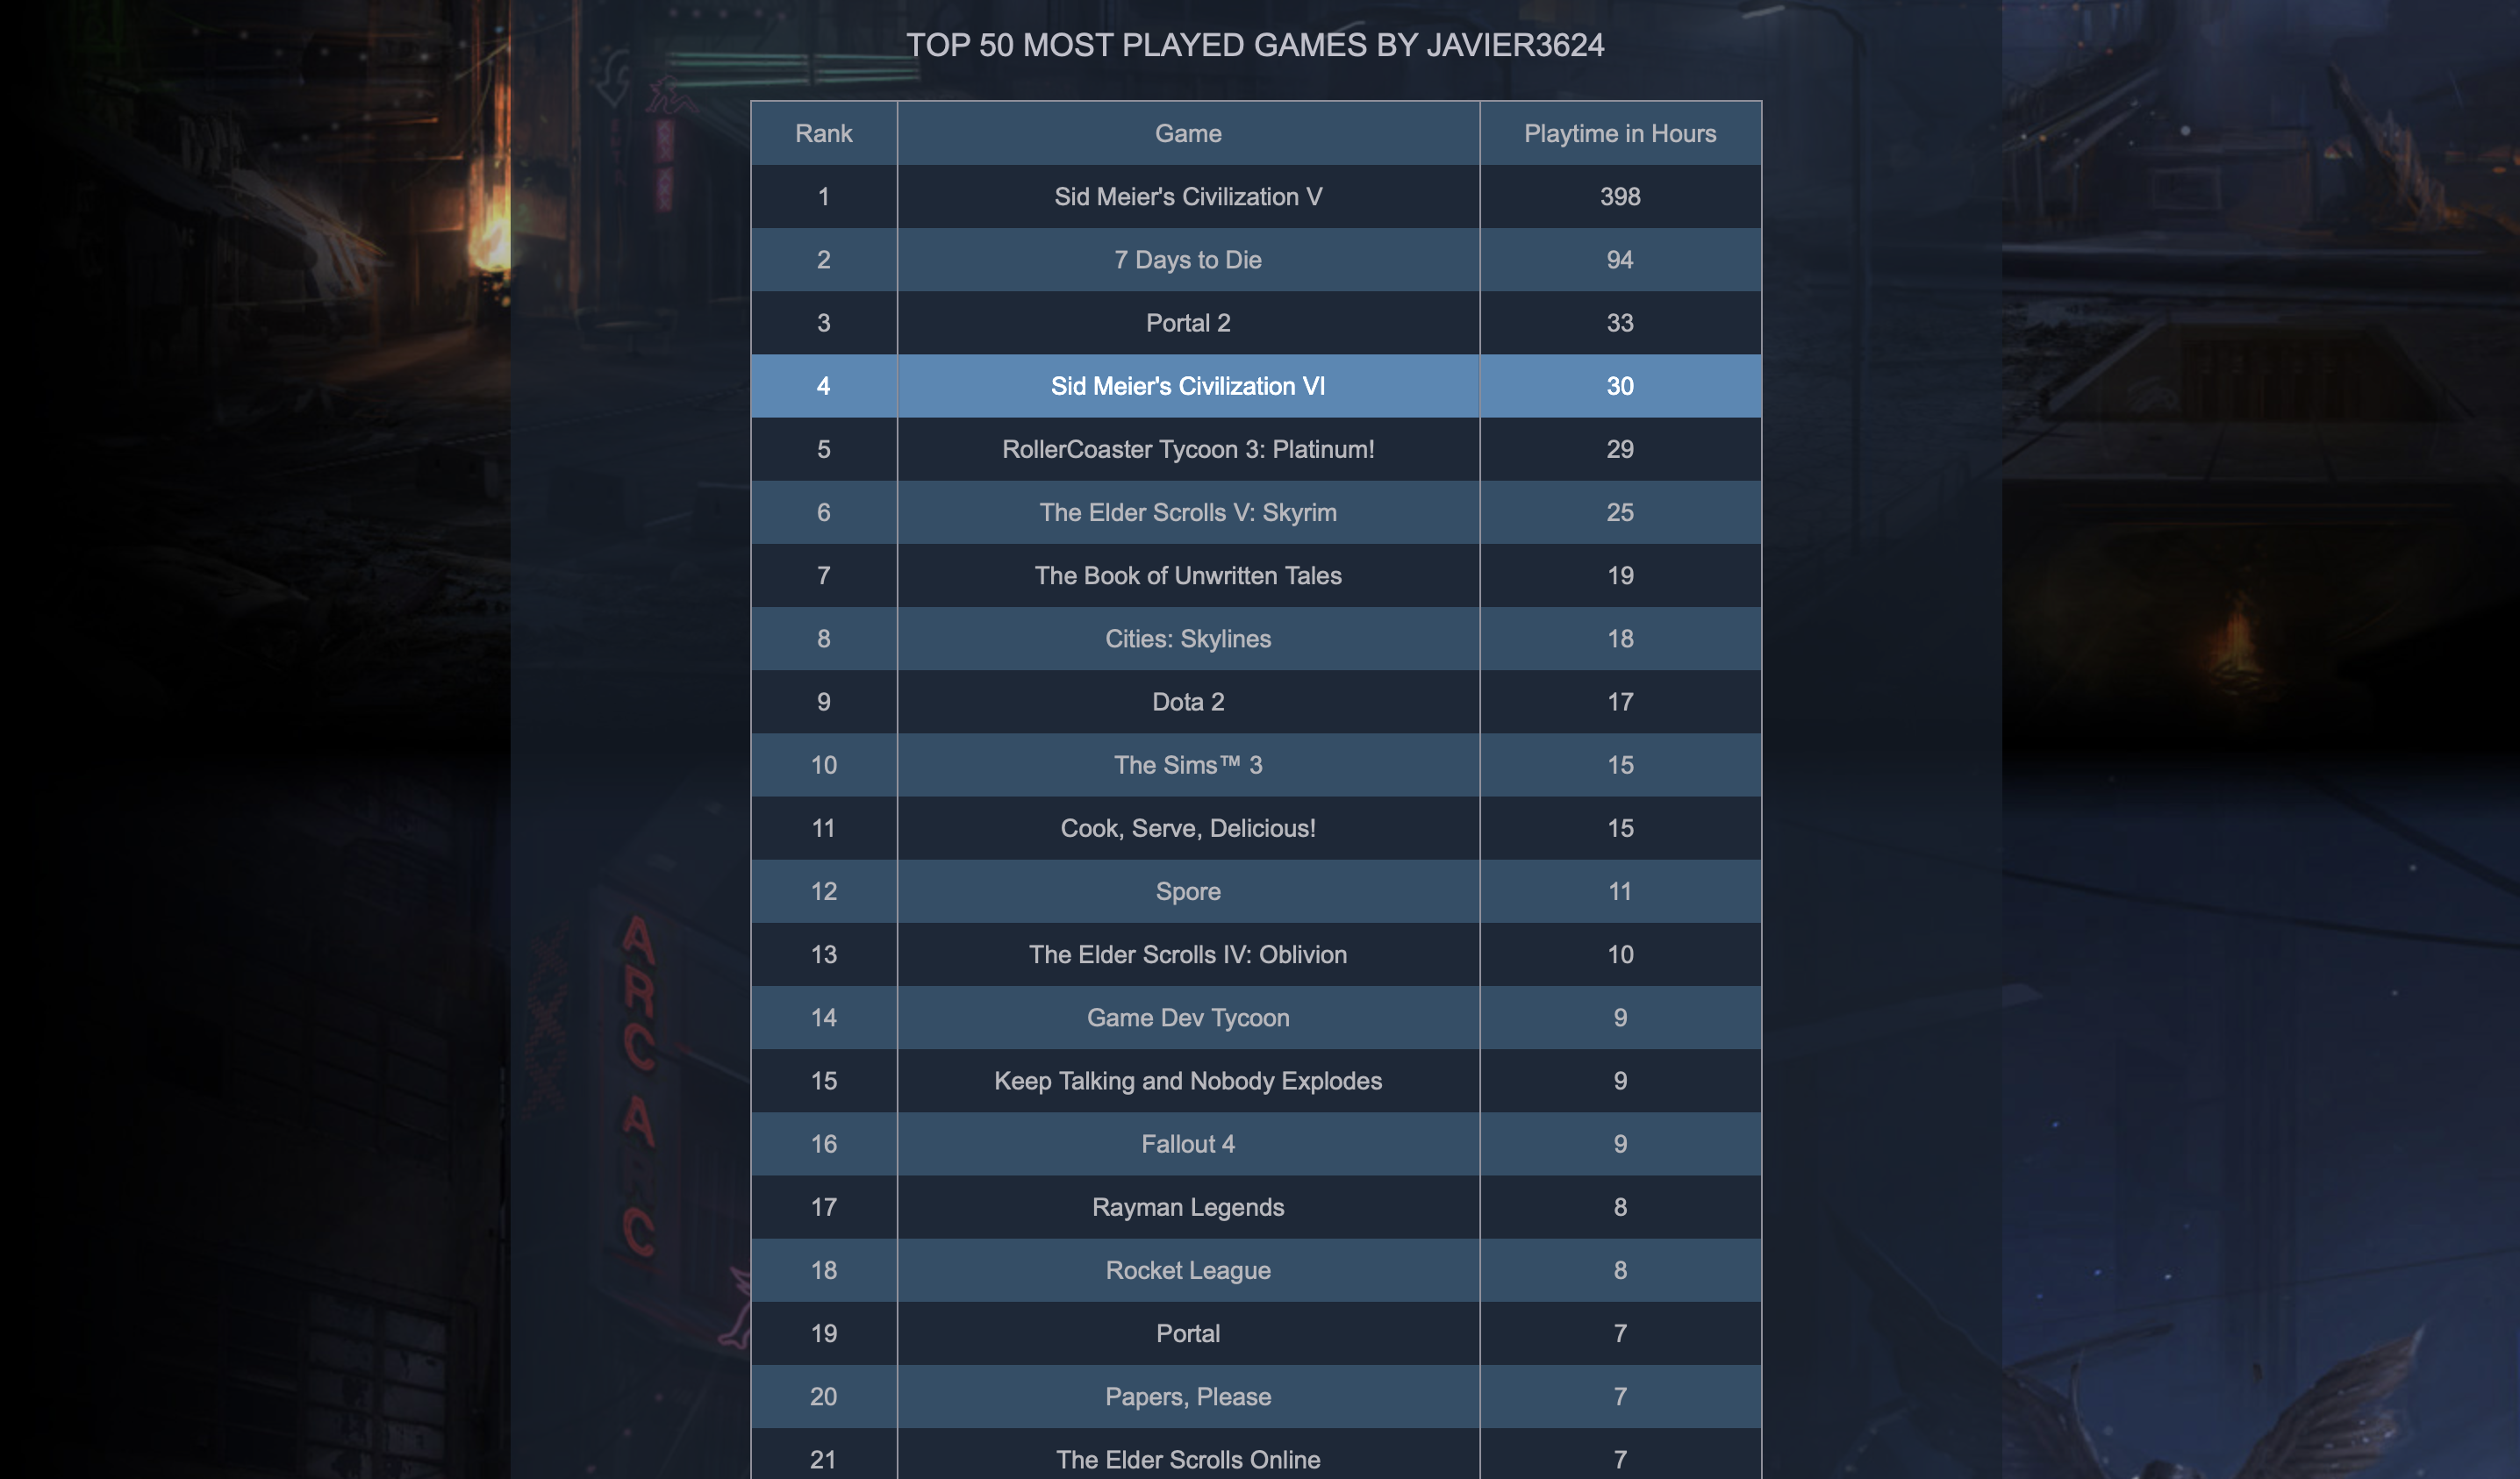 TOP 50 MOST PLAYED GAMES BY JAVIER3624
Rank Game Playtime in Hours
1 Sid Meier's Civilization V 398
2 7 Days to Die 94
3 Portal 2 33
4 Sid Meier's Civilization VI 30
5 RollerCoaster Tycoon 3: Platinum! 29
6 The Elder Scrolls V: Skyrim 25
7 The Book of Unwritten Tales 19
8 Cities: Skylines 18
9 Dota 2 17
10 The Sims™ 3 15
11 Cook, Serve, Delicious! 15
12 Spore 11
13 The Elder Scrolls IV: Oblivion 10
14 Game Dev Tycoon 9
15 Keep Talking and Nobody Explodes 9
16 Fallout 4 9
17 Rayman Legends 8
18 Rocket League 8
19 Portal 7
20 Papers, Please 7
21 The Elder Scrolls Online 7
ARC ARC